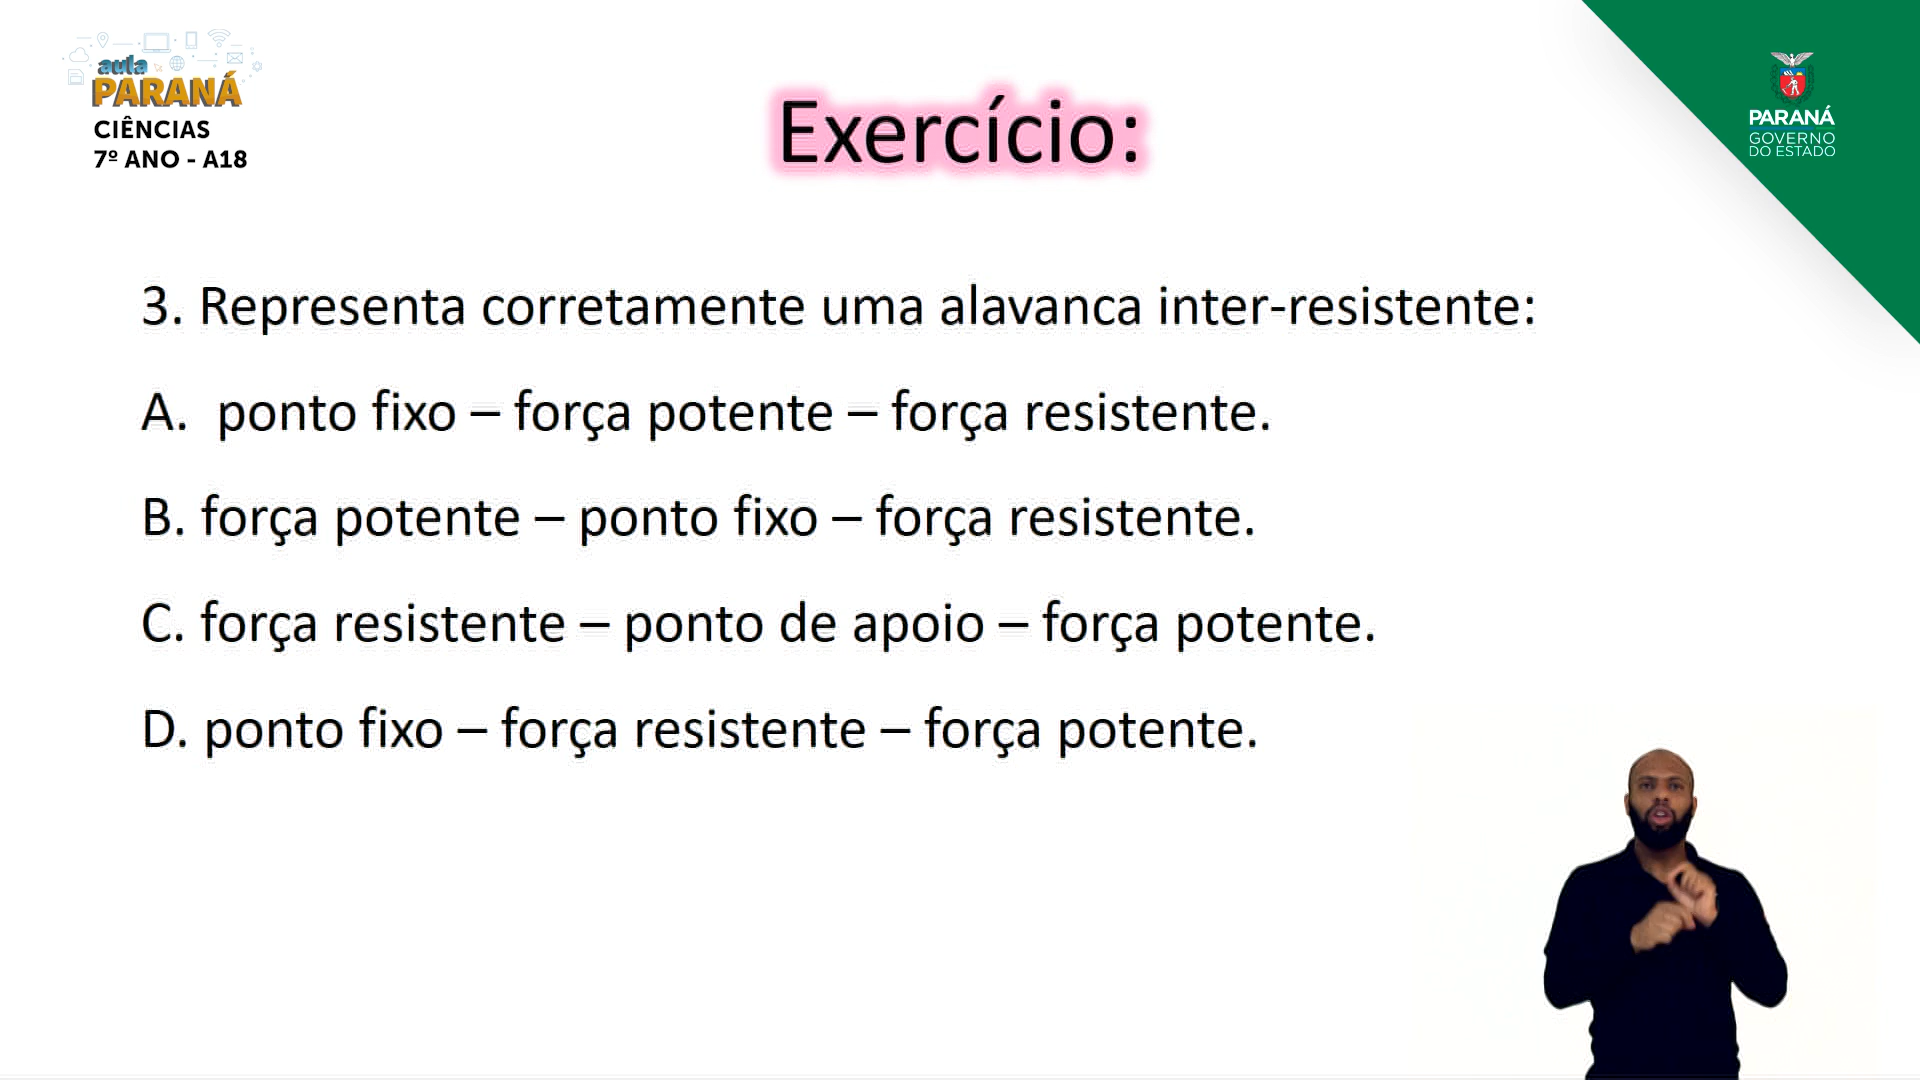 aula
PARANÁ
CIÊNCIAS
7º ANO - A18
Exercício:
PARANÁ
GOVERNO
DO ESTADO
3. Representa corretamente uma alavanca inter-resistente:
A. ponto fixo – força potente – força resistente.
B. força potente – ponto fixo – força resistente.
C. força resistente – ponto de apoio – força potente.
D. ponto fixo – força resistente – força potente.